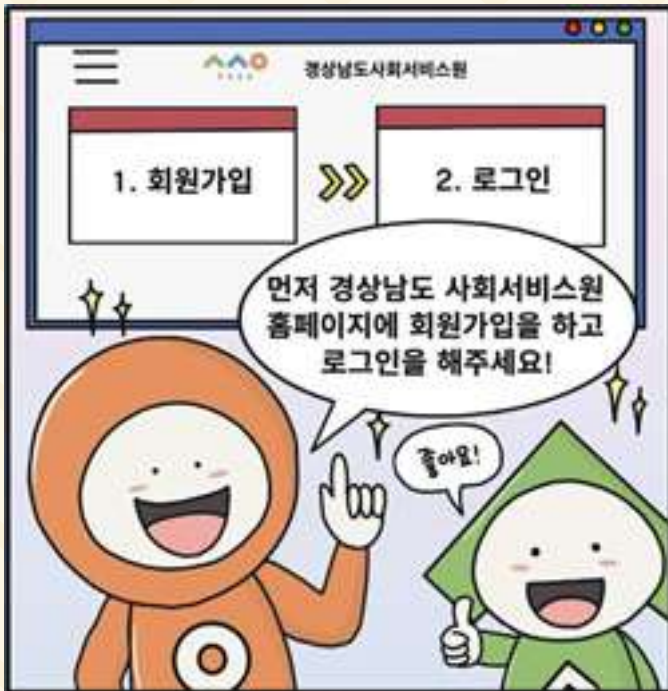 경상남도사회서비스원
1. 회원가입
2. 로그인
먼저 경상남도 사회서비스원
홈페이지에 회원가입을 하고
로그인을 해주세요!
좋아요!